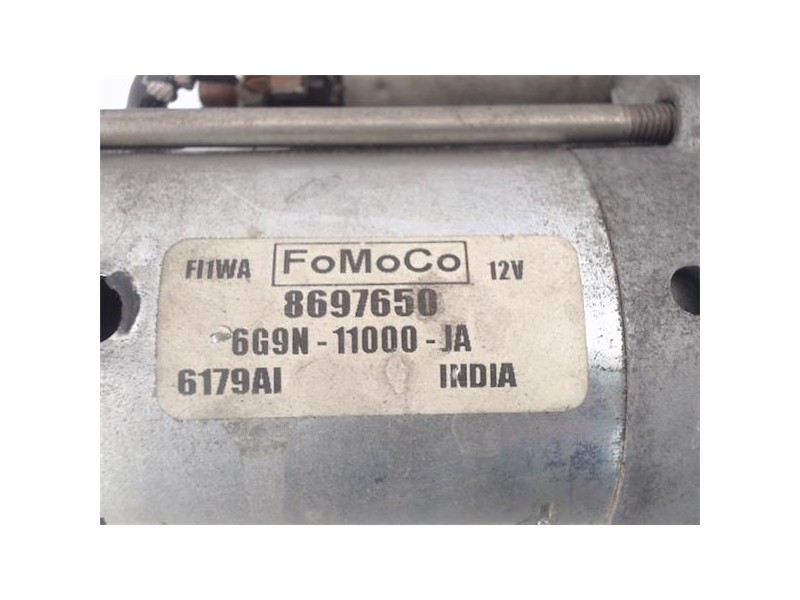 FI1WA FoMoCo 12V
8697650
6G9N-11000-JA
6179AI INDIA